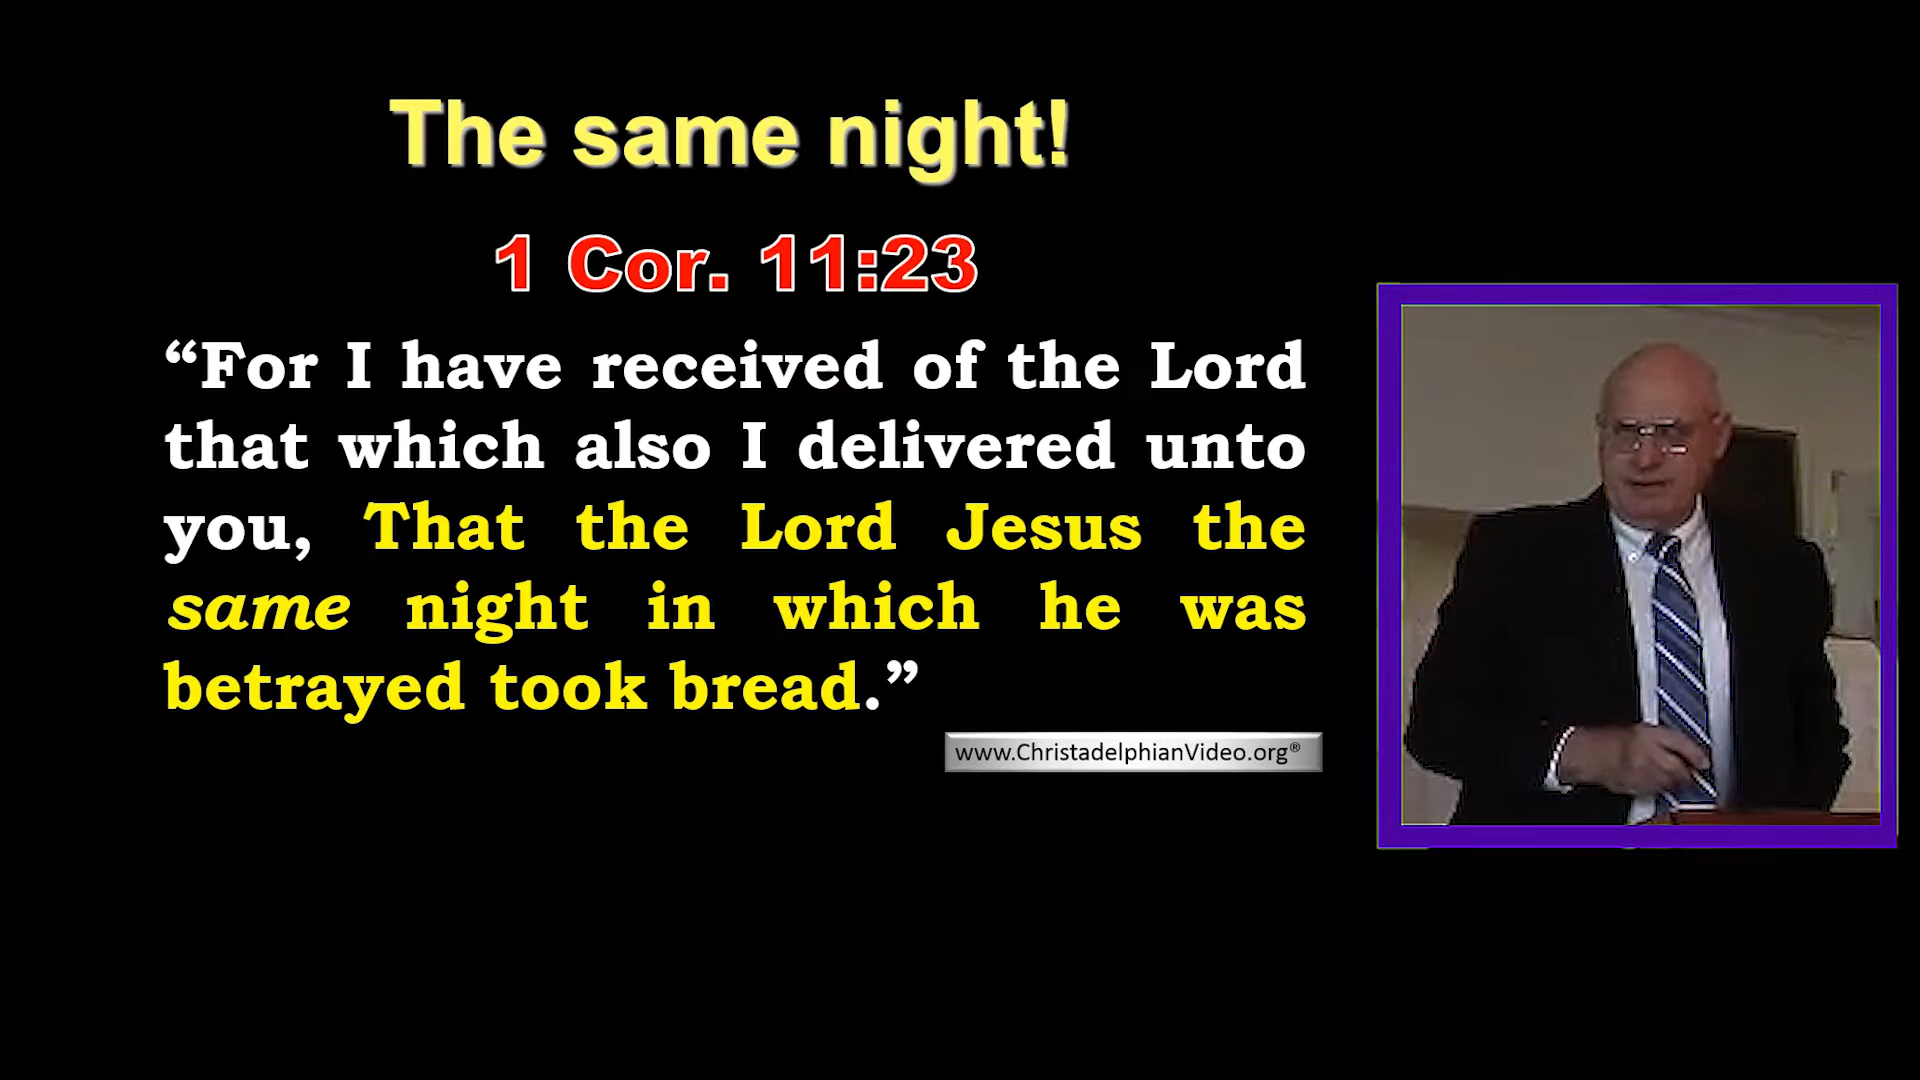 The same night!
1 Cor. 11:23
“For I have received of the Lord
that which also I delivered unto
you, That the Lord Jesus the
same night in which he was
betrayed took bread.”
www.ChristadelphianVideo.org®